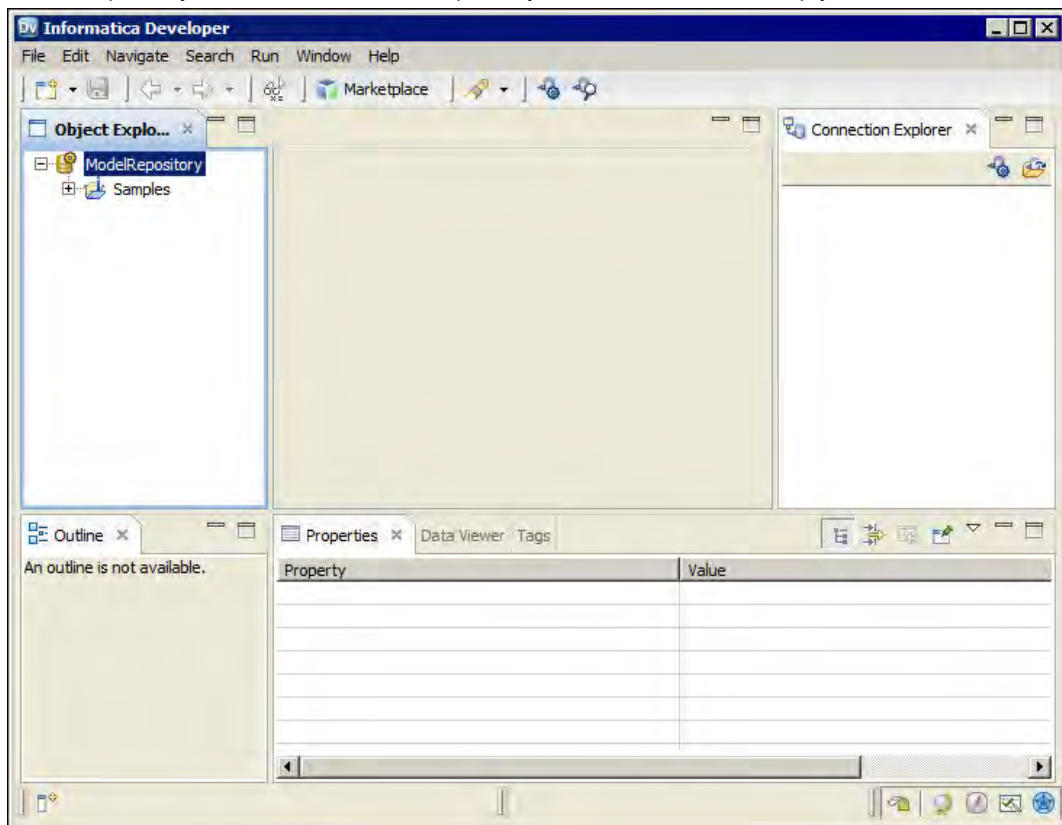 Informatica Developer
File Edit Navigate Search Run Window Help
Marketplace
Object Explo...
Connection Explorer
ModelRepository
Samples
Outline
Properties Data Viewer Tags
An outline is not available.
Property Value